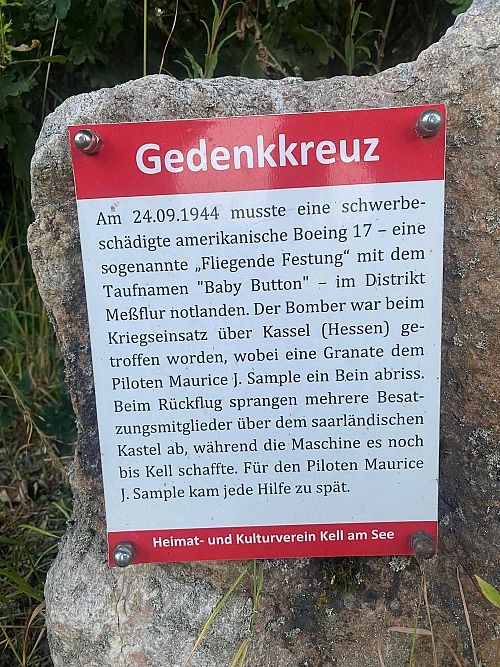 Gedenkkreuz
Am 24.09.1944 musste eine schwerbe-
schädigte amerikanische Boeing 17 – eine
sogenannte „Fliegende Festung“ mit dem
Taufnamen "Baby Button" – im Distrikt
Meßflur notlanden. Der Bomber war beim
Kriegseinsatz über Kassel (Hessen) ge-
troffen worden, wobei eine Granate dem
Piloten Maurice J. Sample ein Bein abriss.
Beim Rückflug sprangen mehrere Besat-
zungsmitglieder über dem saarländischen
Kastel ab, während die Maschine es noch
bis Kell schaffte. Für den Piloten Maurice
J. Sample kam jede Hilfe zu spät.
Heimat- und Kulturverein Kell am See